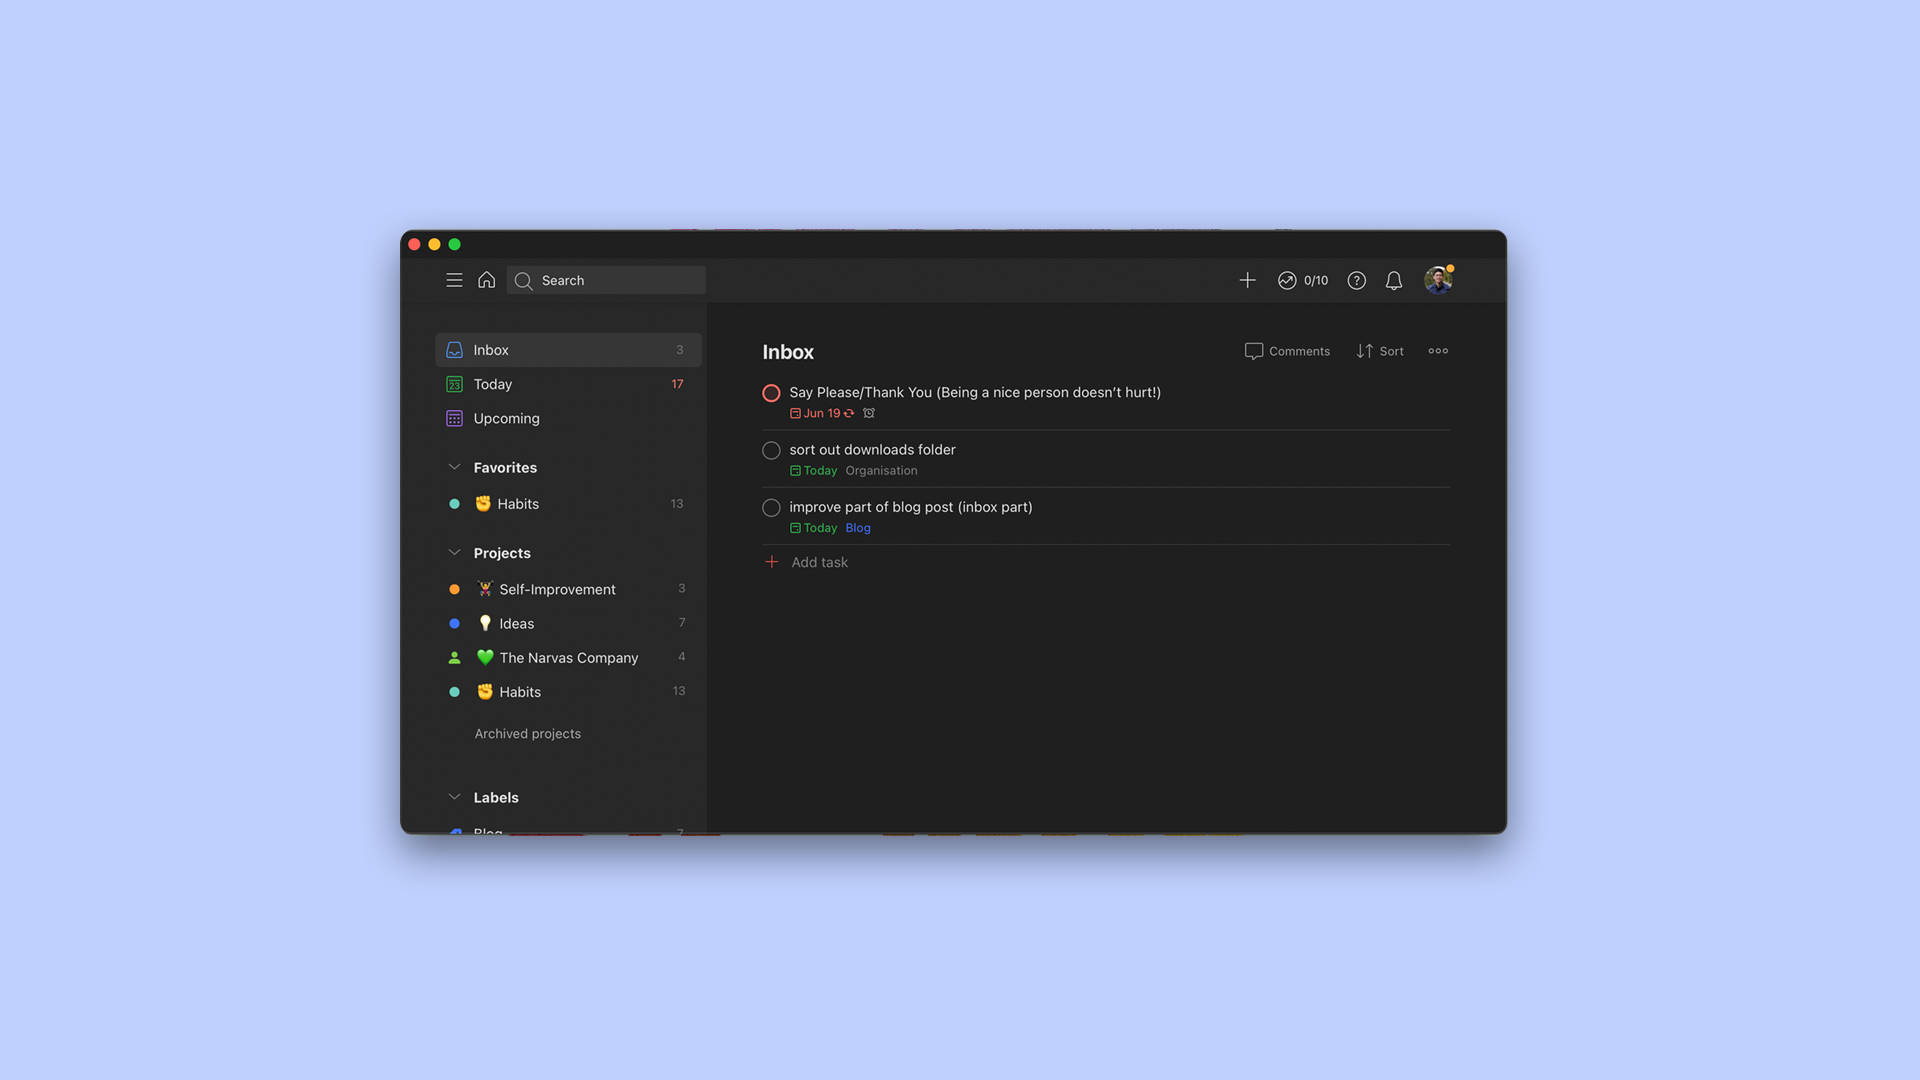 Search
0/10
Inbox 3
23 Today 17
Upcoming
Favorites
Habits 13
Projects
Self-Improvement 3
Ideas 7
The Narvas Company 4
Habits 13
Archived projects
Labels
Blog 7
Inbox
Comments Sort
Say Please/Thank You (Being a nice person doesn’t hurt!)
Jun 19
sort out downloads folder
Today Organisation
improve part of blog post (inbox part)
Today Blog
Add task